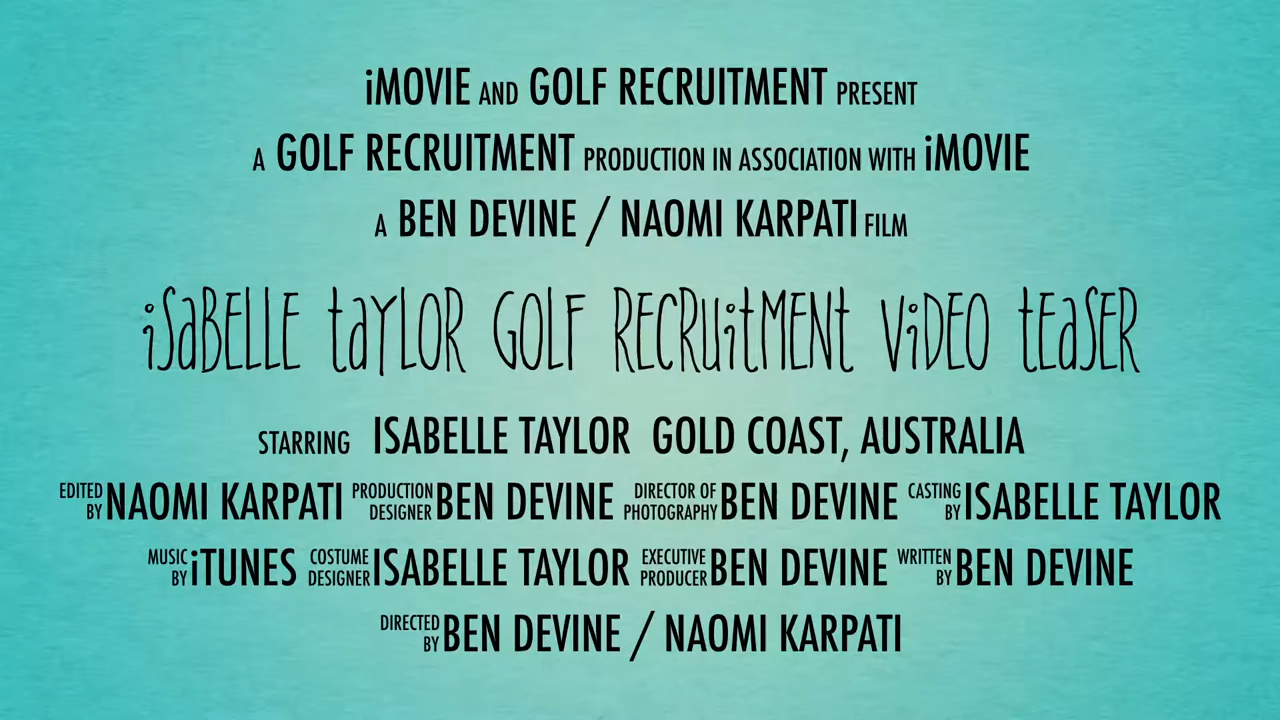 iMOVIE AND GOLF RECRUITMENT PRESENT
A GOLF RECRUITMENT PRODUCTION IN ASSOCIATION WITH iMOVIE
A BEN DEVINE / NAOMI KARPATI FILM
iSaBELLE taYLOR GOLF RECRUitMENt ViDEO tEaSER
STARRING ISABELLE TAYLOR GOLD COAST, AUSTRALIA
EDITED BY NAOMI KARPATI PRODUCTION DESIGNER BEN DEVINE DIRECTOR OF PHOTOGRAPHY BEN DEVINE CASTING BY ISABELLE TAYLOR
MUSIC BY iTUNES COSTUME DESIGNER ISABELLE TAYLOR EXECUTIVE PRODUCER BEN DEVINE WRITTEN BY BEN DEVINE
DIRECTED BY BEN DEVINE / NAOMI KARPATI